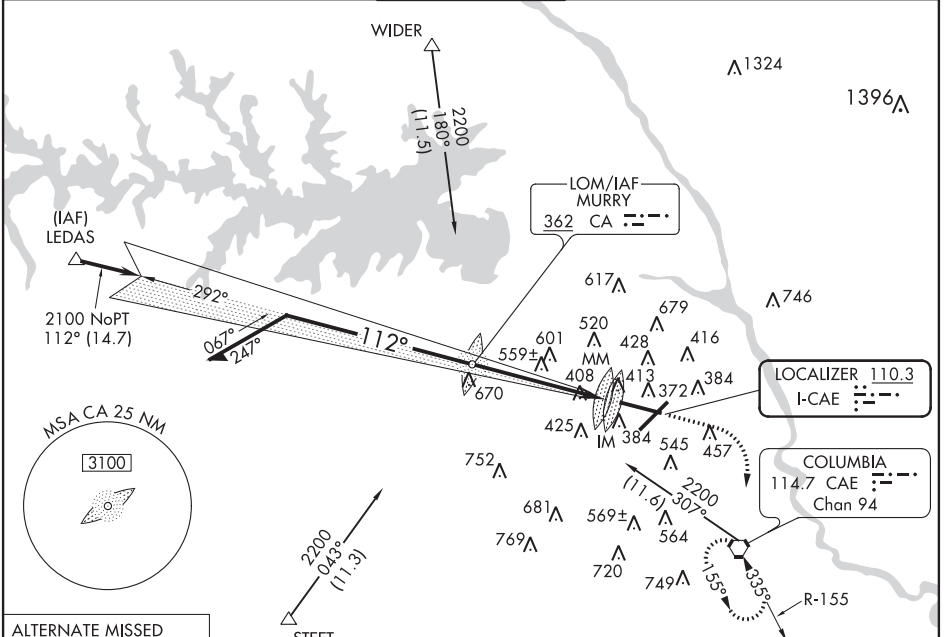 WIDER
1324
1396
2200
180°
(11.5)
LOM/IAF
MURRY
362 CA
(IAF)
LEDAS
2100 NoPT
112° (14.7)
292°
067°
247°
112°
617
746
679
520
601
428
416
559±
MM
408
413
372
384
670
LOCALIZER 110.3
I-CAE
425
IM
384
457
545
MSA CA 25 NM
3100
752
2200
307°
(11.6)
COLUMBIA
114.7 CAE
Chan 94
681
569±
564
769
720
749
2200
043°
(11.3)
155°
335°
R-155
ALTERNATE MISSED